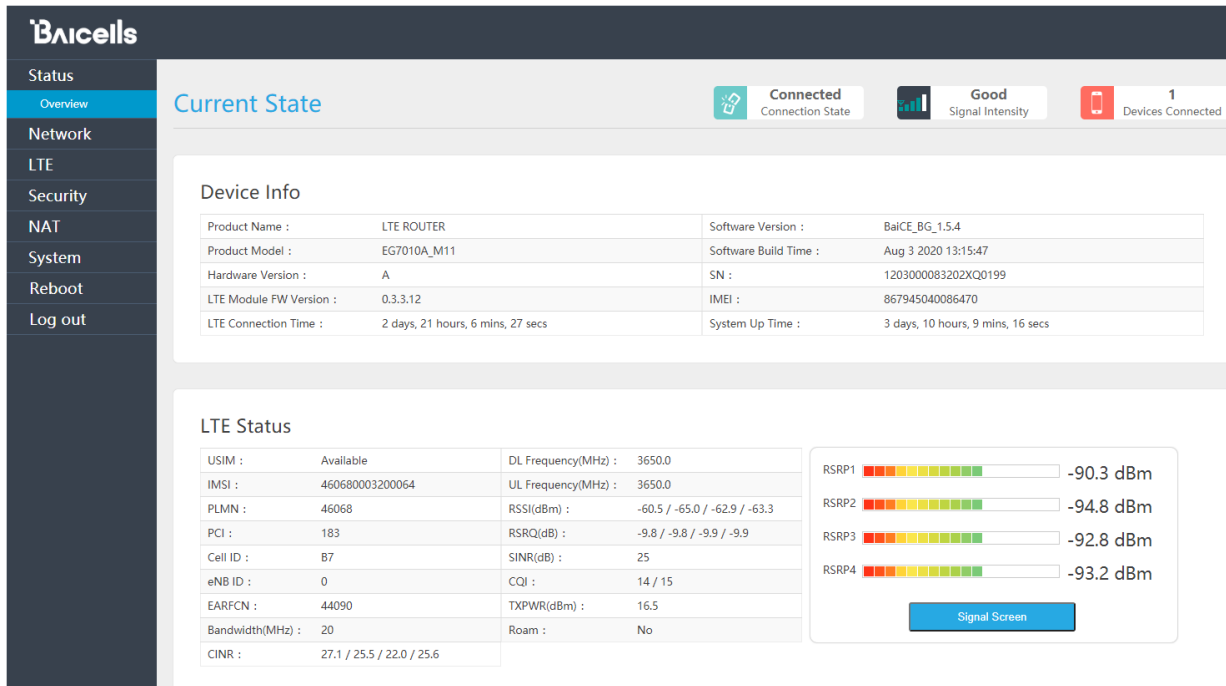 Baicells
Status
Overview
Network
LTE
Security
NAT
System
Reboot
Log out
Current State
Connected
Connection State
Good
Signal Intensity
1
Devices Connected
Device Info
Product Name : LTE ROUTER Software Version : BaiCE_BG_1.5.4
Product Model : EG7010A_M11 Software Build Time : Aug 3 2020 13:15:47
Hardware Version : A SN : 1203000083202XQ0199
LTE Module FW Version : 0.3.3.12 IMEI : 867945040086470
LTE Connection Time : 2 days, 21 hours, 6 mins, 27 secs System Up Time : 3 days, 10 hours, 9 mins, 16 secs
LTE Status
USIM : Available DL Frequency(MHz) : 3650.0
IMSI : 460680003200064 UL Frequency(MHz) : 3650.0
PLMN : 46068 RSSI(dBm) : -60.5 / -65.0 / -62.9 / -63.3
PCI : 183 RSRQ(dB) : -9.8 / -9.8 / -9.9 / -9.9
Cell ID : B7 SINR(dB) : 25
eNB ID : 0 CQI : 14 / 15
EARFCN : 44090 TXPWR(dBm) : 16.5
Bandwidth(MHz) : 20 Roam : No
CINR : 27.1 / 25.5 / 22.0 / 25.6
RSRP1 -90.3 dBm
RSRP2 -94.8 dBm
RSRP3 -92.8 dBm
RSRP4 -93.2 dBm
Signal Screen